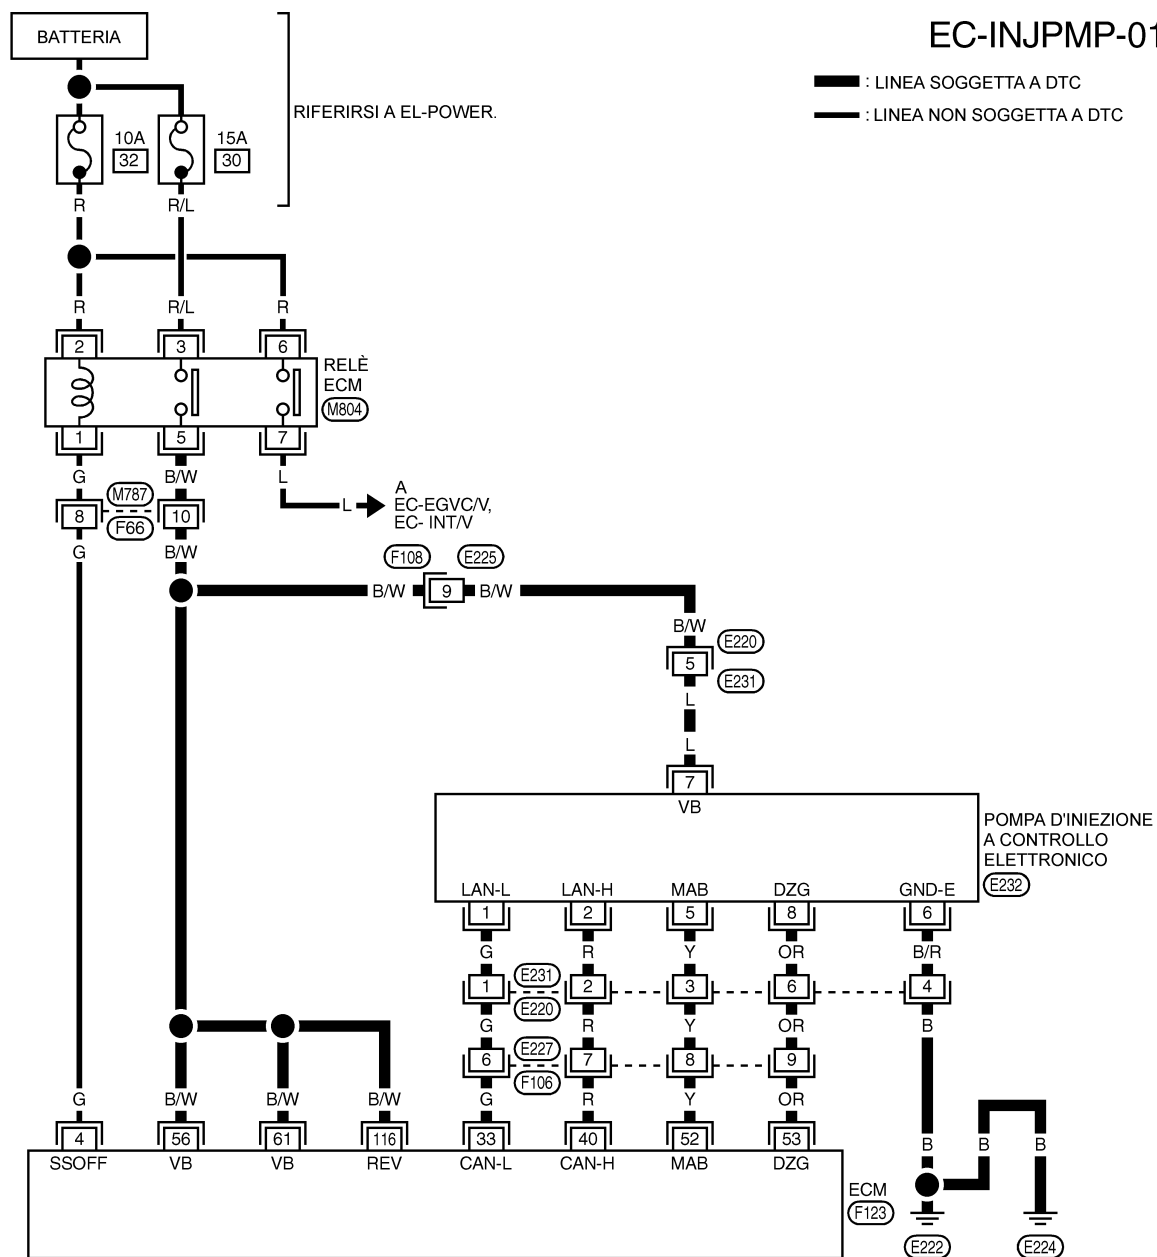 EC-INJPMP-01
BATTERIA
: LINEA SOGGETTA A DTC
: LINEA NON SOGGETTA A DTC
RIFERIRSI A EL-POWER.
10A 15A
32 30
R R/L
R R/L R
2 3 6
RELÈ
ECM
M804
1 5 7
G B/W L
M787
8 10
F66
L
A
EC-EGVC/V,
EC- INT/V
G B/W
F108 E225
B/W 9 B/W
B/W
E220
5
E231
L
L
7
VB
POMPA D'INIEZIONE
A CONTROLLO
ELETTRONICO
E232
LAN-L LAN-H MAB DZG GND-E
1 2 5 8 6
G R Y OR B/R
E231
1 2 3 6 4
E220
G R Y OR B
E227
6 7 8 9
F106
G B/W B/W B/W G R Y OR
4 56 61 116 33 40 52 53
SSOFF VB VB REV CAN-L CAN-H MAB DZG
B B B
ECM
F123
E222 E224